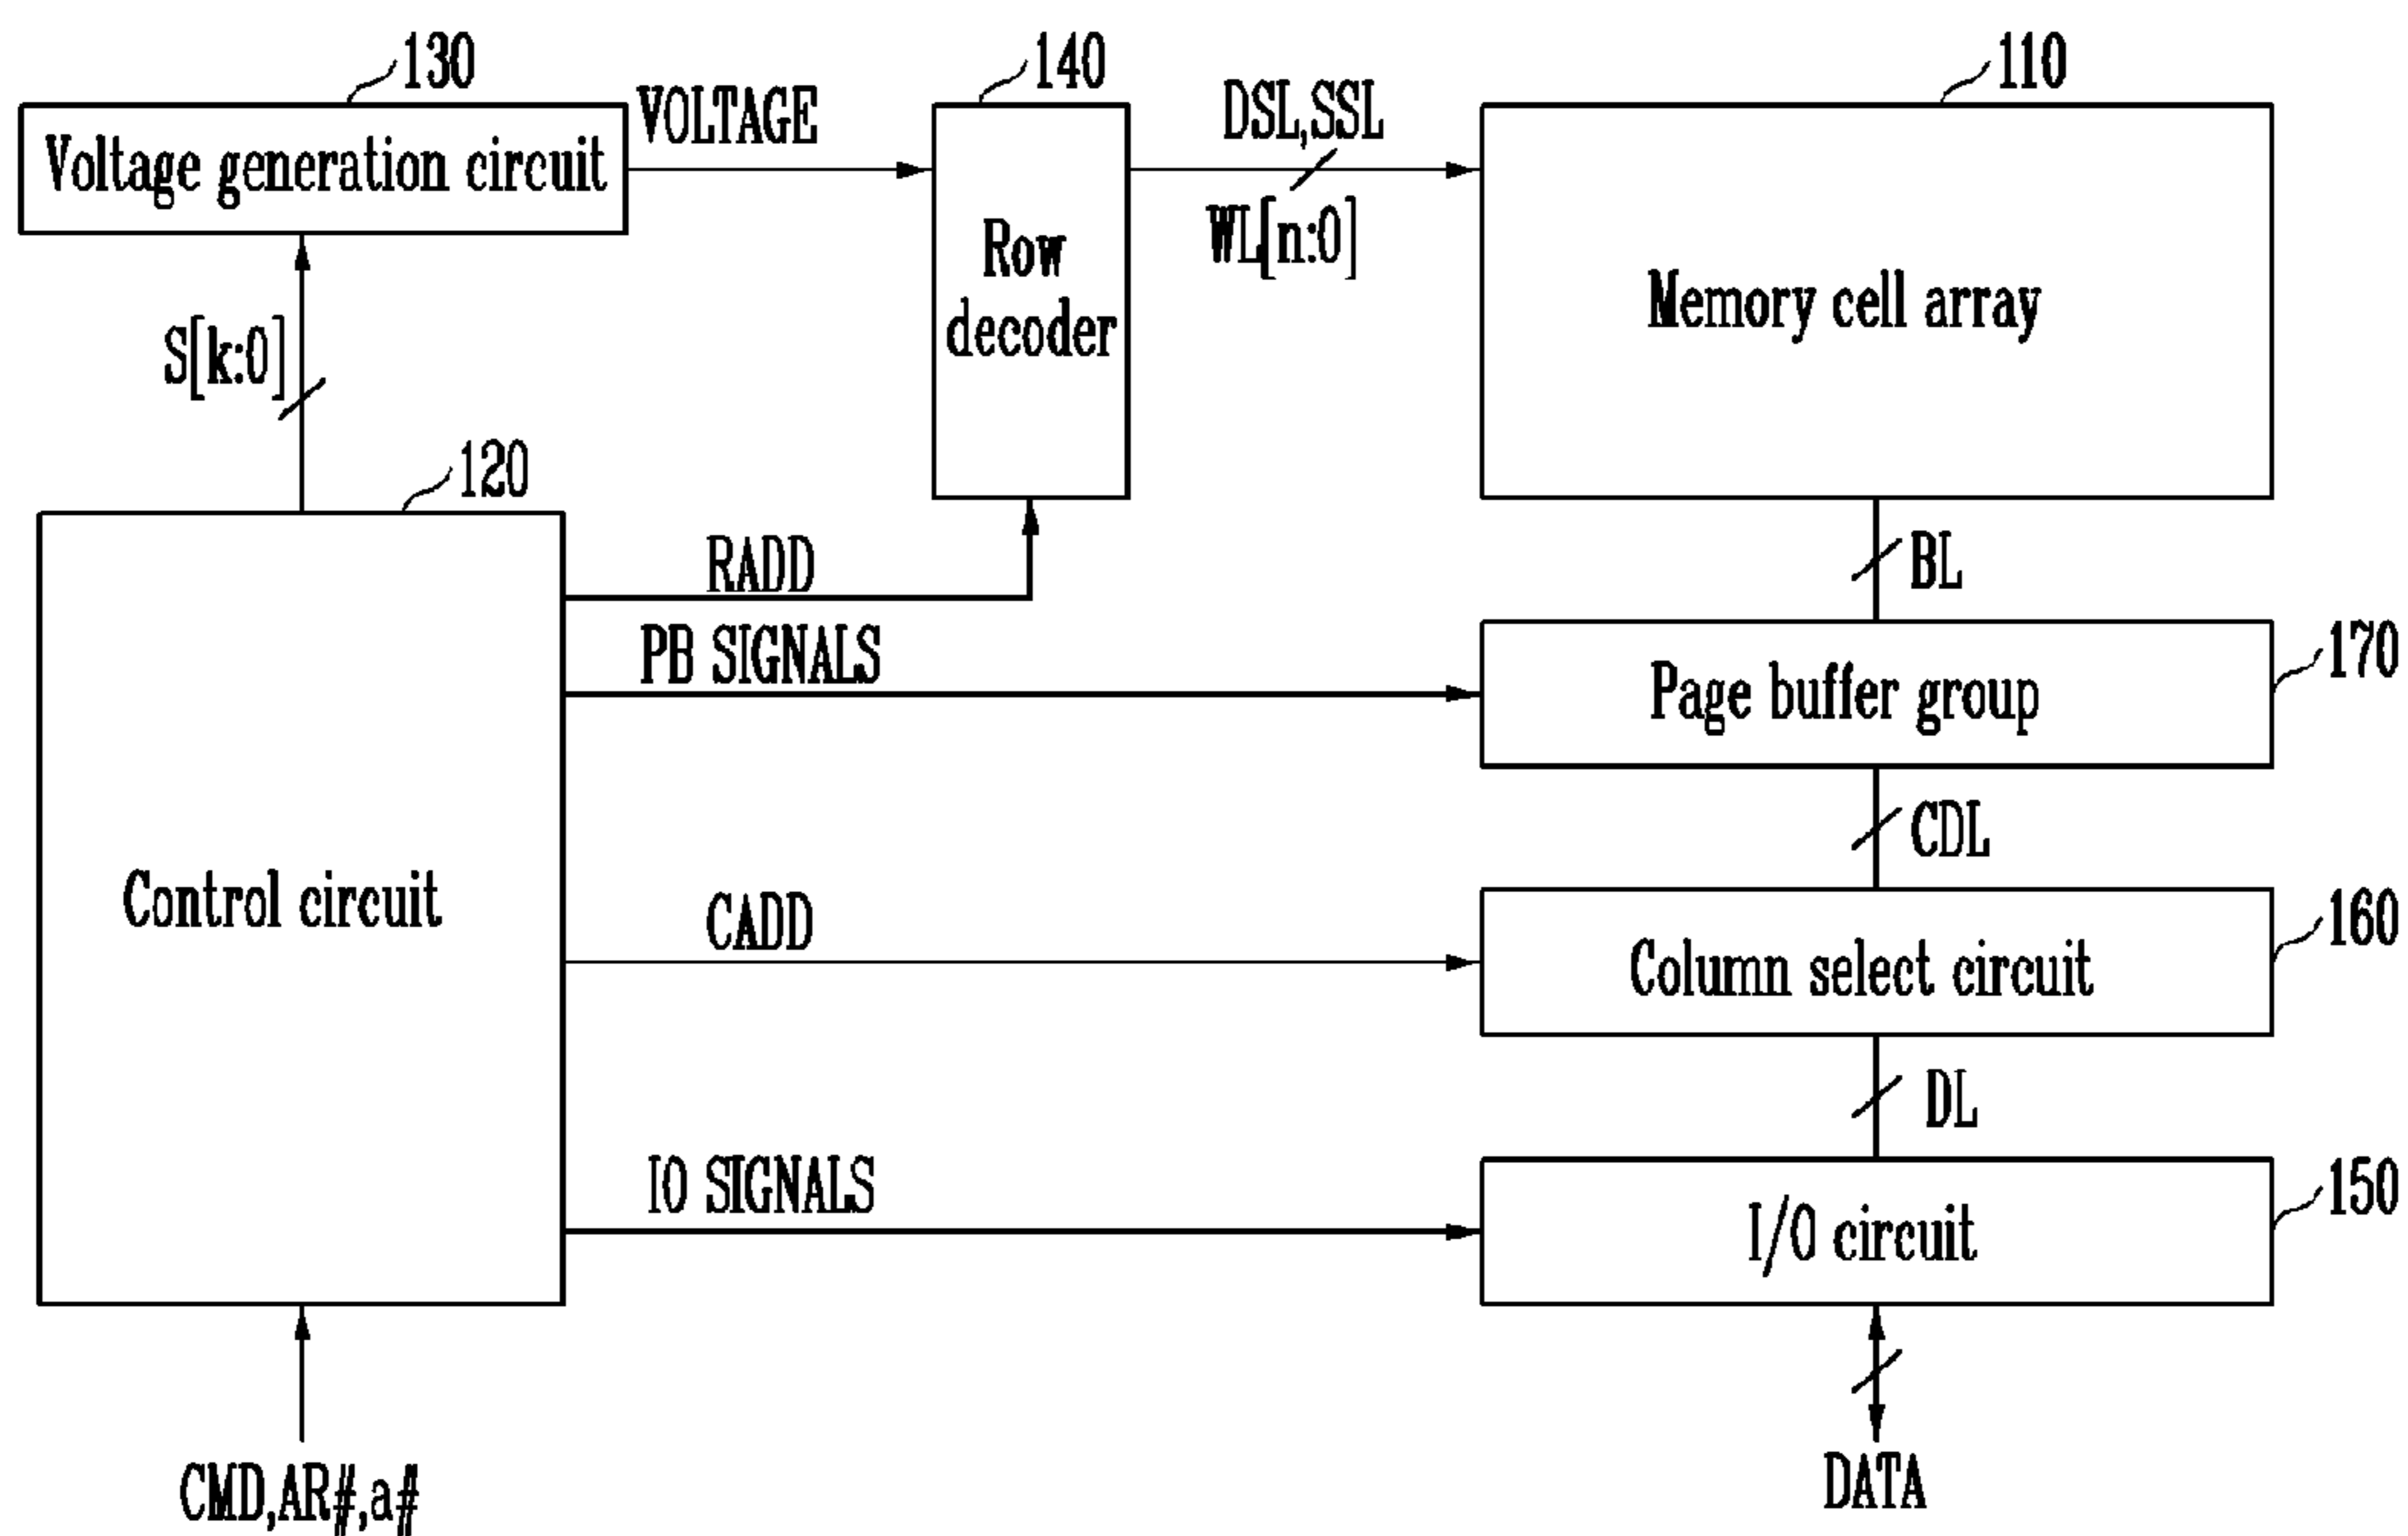 130
140
110
VOLTAGE
DSL,SSL
Voltage generation circuit
WL[n:0]
Row
decoder
Memory cell array
S[k:0]
120
RADD
BL
PB SIGNALS
170
Page buffer group
CDL
Control circuit
CADD
160
Column select circuit
DL
IO SIGNALS
150
I/O circuit
CMD,AR#,a#
DATA